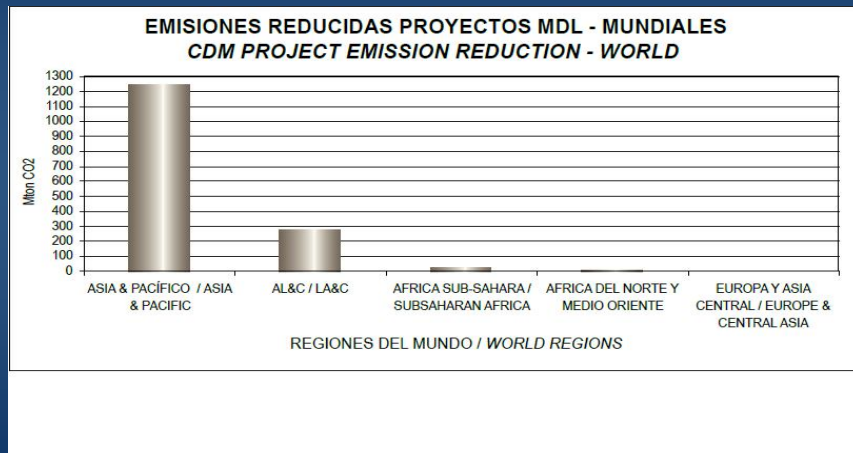 EMISIONES REDUCIDAS PROYECTOS MDL - MUNDIALES
CDM PROJECT EMISSION REDUCTION - WORLD
Mton CO2
1300
1200
1100
1000
900
800
700
600
500
400
300
200
100
0
ASIA & PACÍFICO / ASIA
& PACIFIC
AL&C / LA&C
AFRICA SUB-SAHARA /
SUBSAHARAN AFRICA
AFRICA DEL NORTE Y
MEDIO ORIENTE
EUROPA Y ASIA
CENTRAL / EUROPE &
CENTRAL ASIA
REGIONES DEL MUNDO / WORLD REGIONS